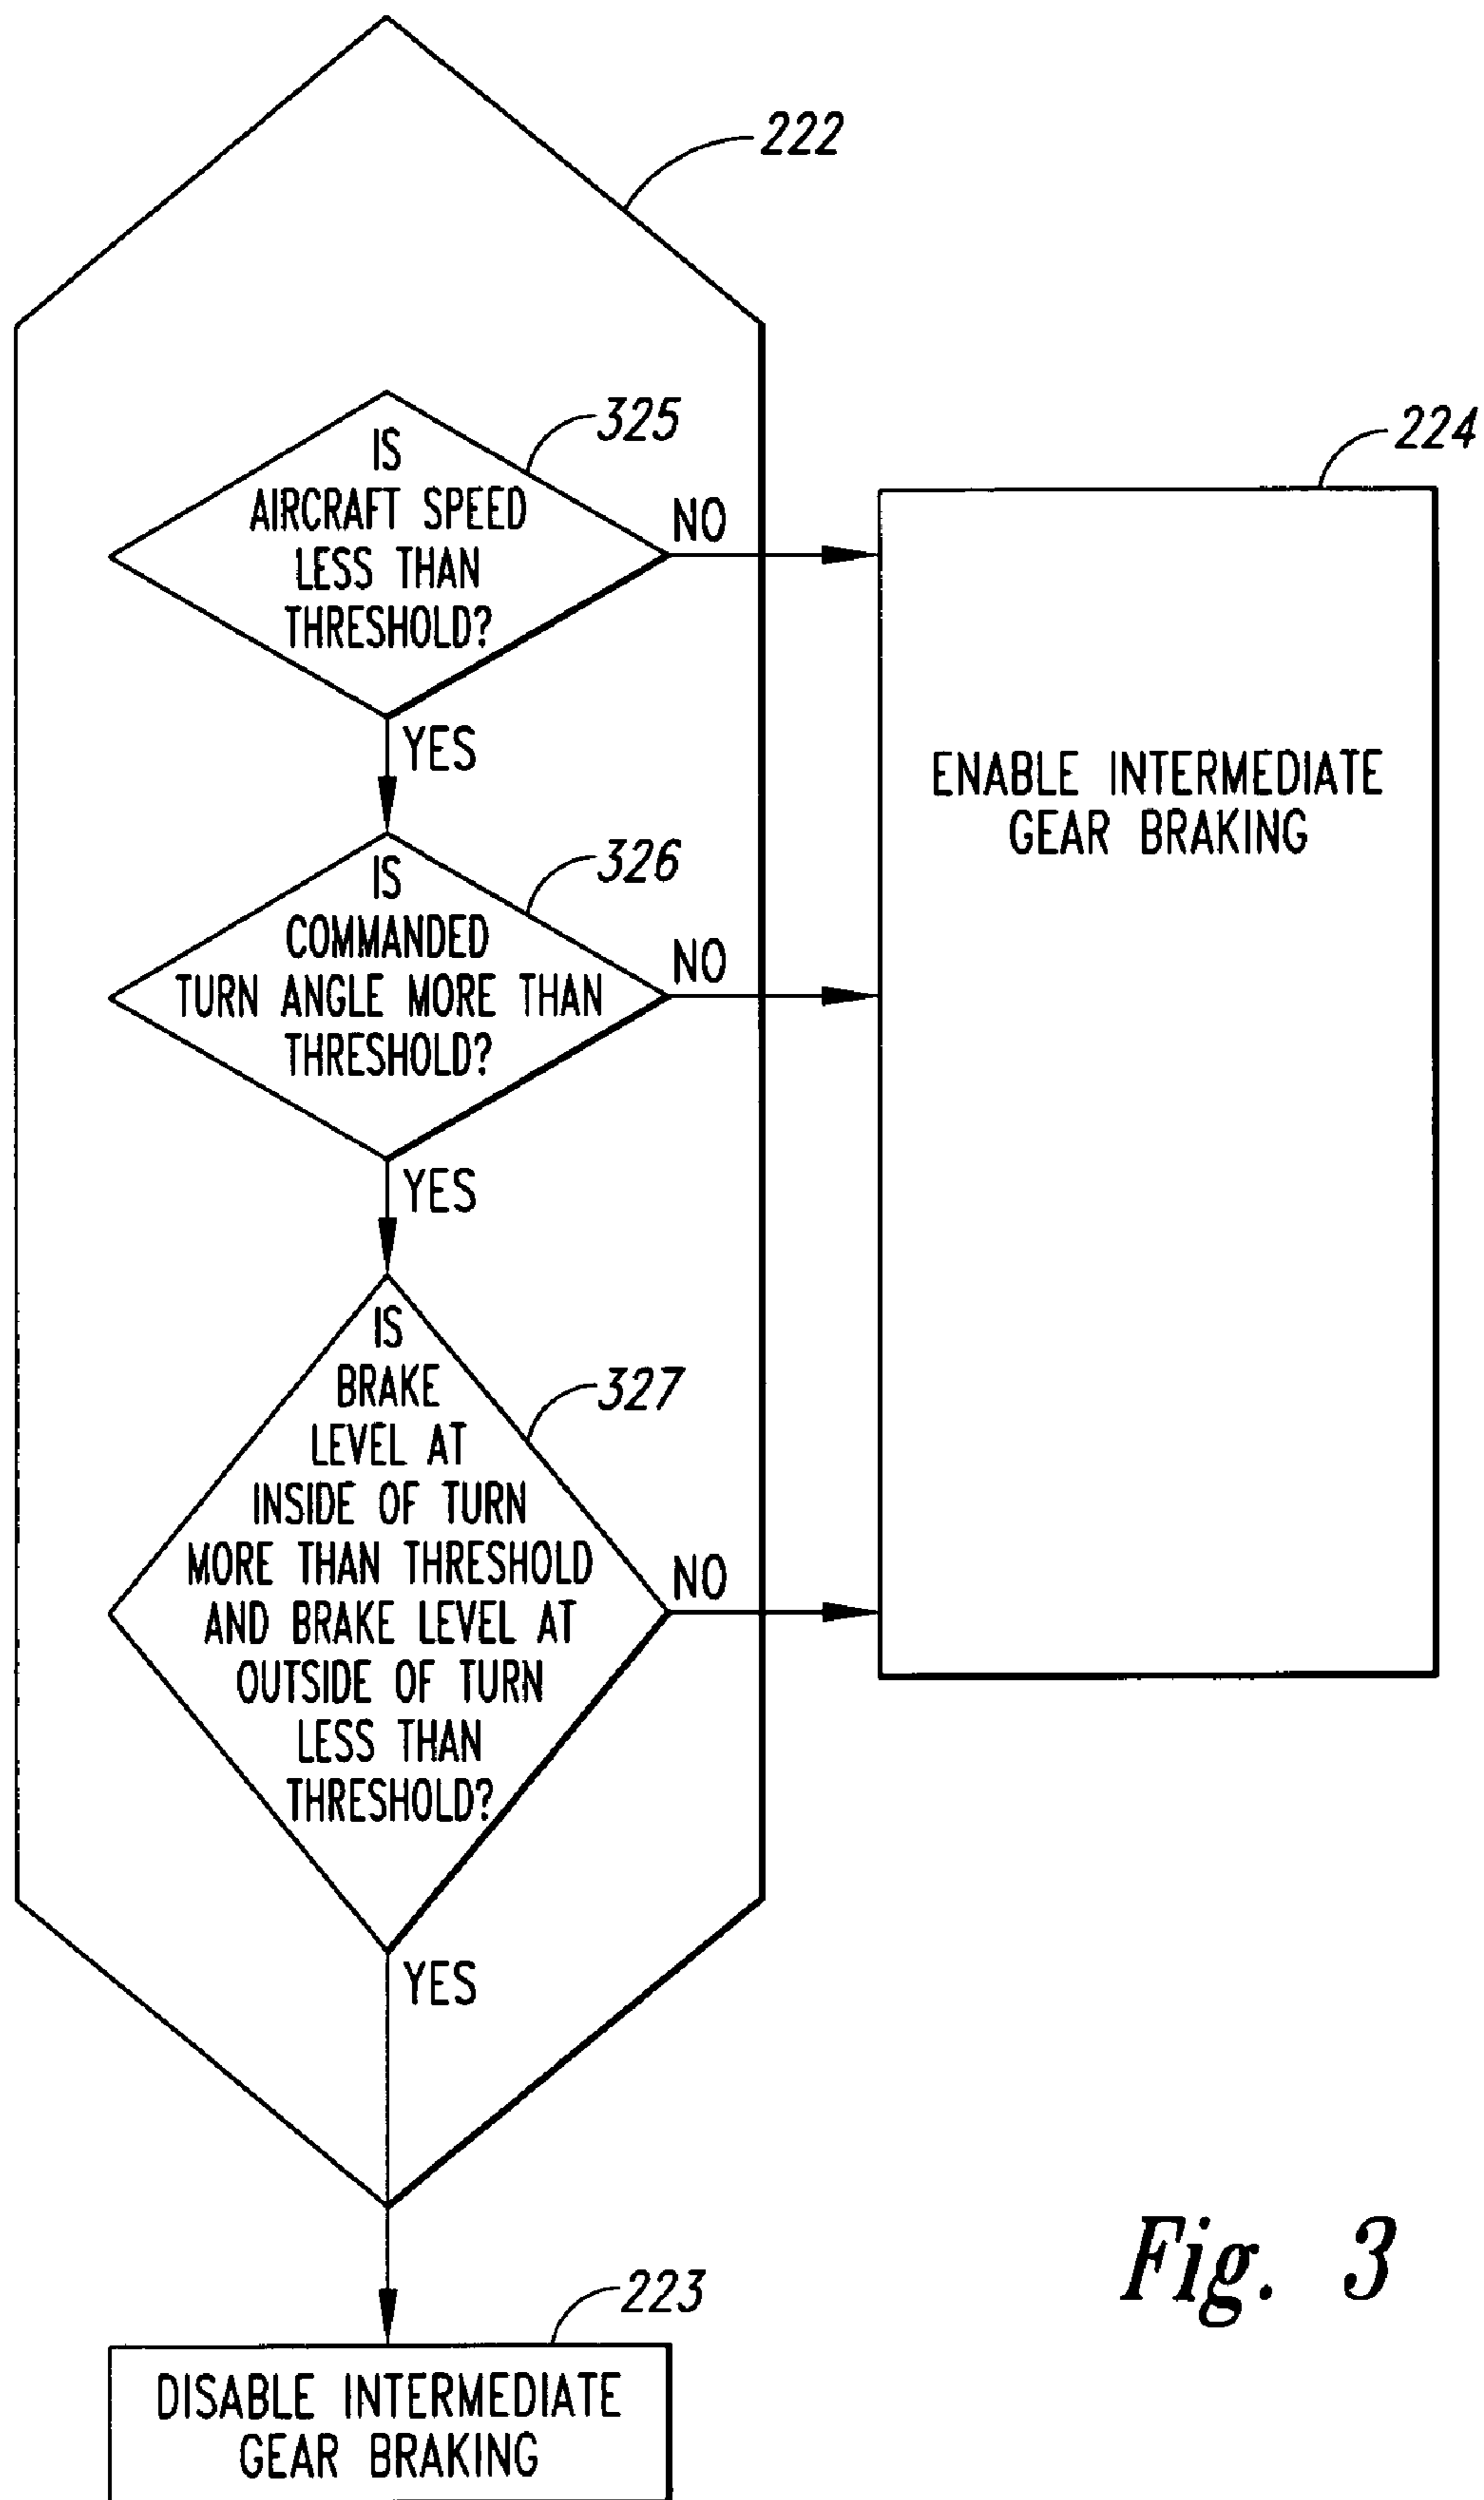 222
325
IS
AIRCRAFT SPEED
LESS THAN
THRESHOLD?
NO
YES
224
ENABLE INTERMEDIATE
GEAR BRAKING
326
IS
COMMANDED
TURN ANGLE MORE THAN
THRESHOLD?
NO
YES
327
IS
BRAKE
LEVEL AT
INSIDE OF TURN
MORE THAN THRESHOLD
AND BRAKE LEVEL AT
OUTSIDE OF TURN
LESS THAN
THRESHOLD?
NO
YES
223
DISABLE INTERMEDIATE
GEAR BRAKING
Fig. 3